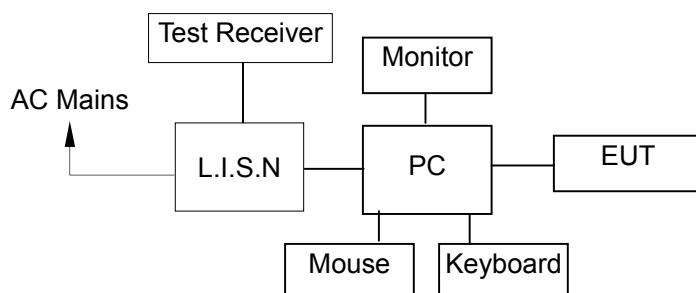 Test Receiver
Monitor
AC Mains
L.I.S.N
PC
EUT
Mouse
Keyboard